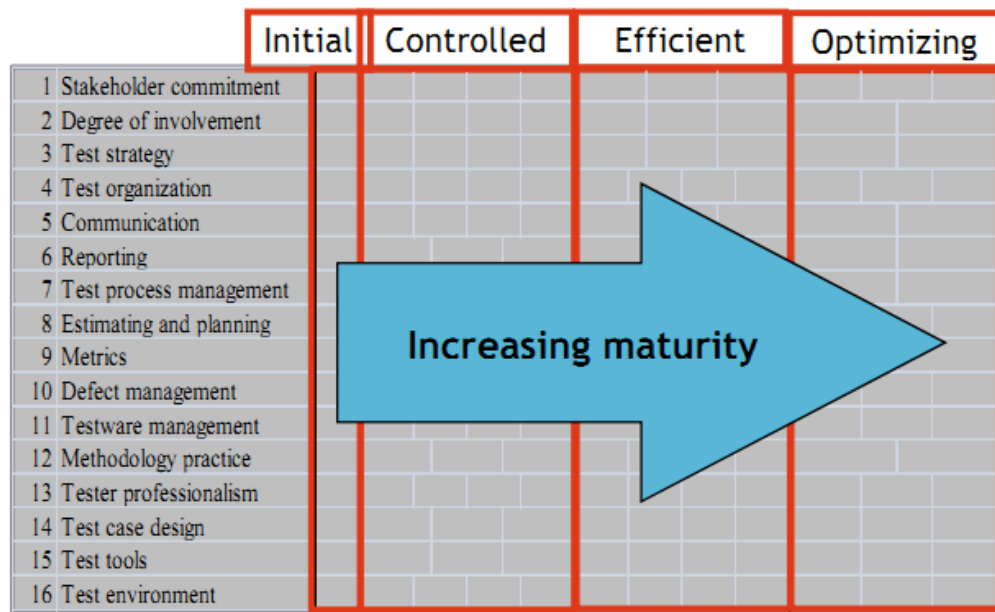 Initial Controlled Efficient Optimizing
1 Stakeholder commitment
2 Degree of involvement
3 Test strategy
4 Test organization
5 Communication
6 Reporting
7 Test process management
8 Estimating and planning
9 Metrics
10 Defect management
11 Testware management
12 Methodology practice
13 Tester professionalism
14 Test case design
15 Test tools
16 Test environment
Increasing maturity